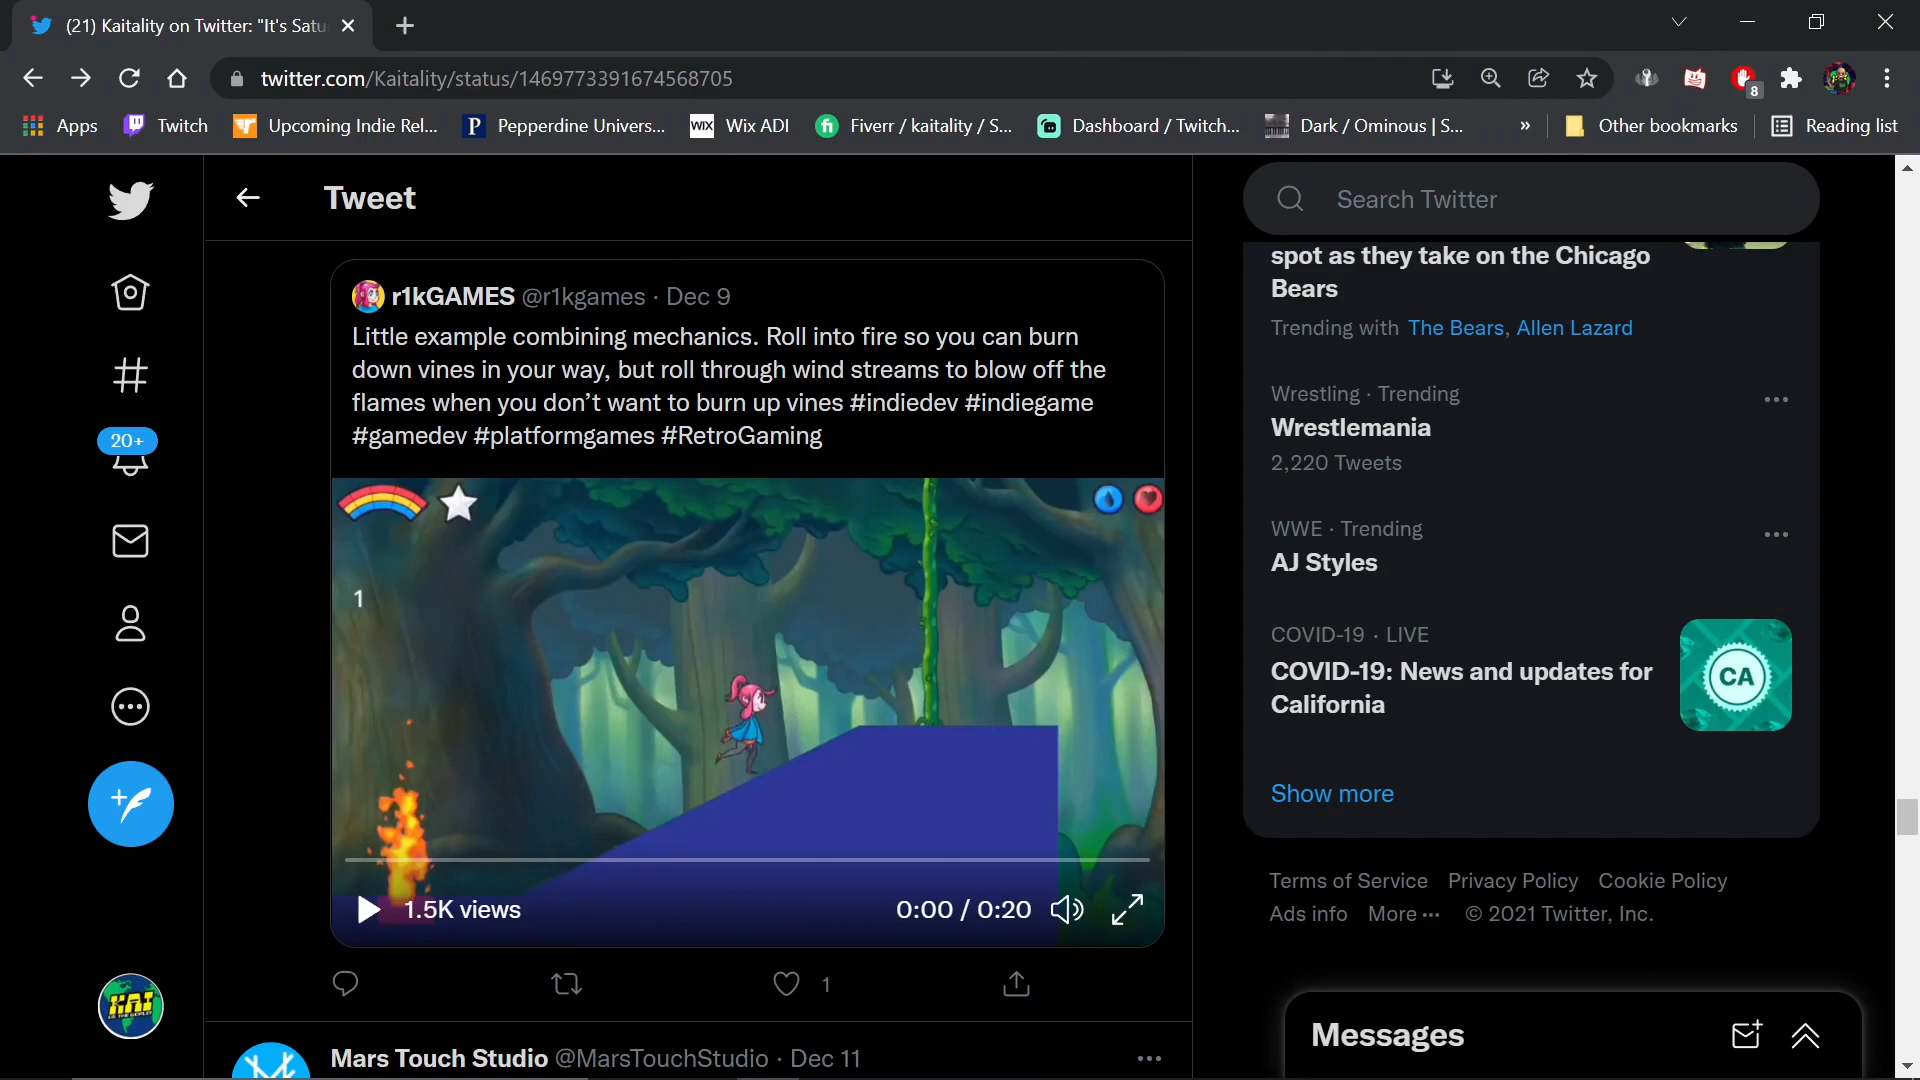 (21) Kaitality on Twitter: "It's Satu
twitter.com/Kaitality/status/1469773391674568705
8
Apps
Twitch
Upcoming Indie Rel...
P
Pepperdine Univers...
WIX
Wix ADI
fi
Fiverr / kaitality / S...
Dashboard / Twitch...
Dark / Ominous | S...
»
Other bookmarks
Reading list
Tweet
Search Twitter
20+
r1kGAMES @r1kgames · Dec 9
Little example combining mechanics. Roll into fire so you can burn
down vines in your way, but roll through wind streams to blow off the
flames when you don’t want to burn up vines #indiedev #indiegame
#gamedev #platformgames #RetroGaming
1
1.5K views
0:00 / 0:20
1
Mars Touch Studio @MarsTouchStudio · Dec 11
KAI
spot as they take on the Chicago
Bears
Trending with The Bears, Allen Lazard
Wrestling · Trending
Wrestlemania
2,220 Tweets
WWE · Trending
AJ Styles
COVID-19 · LIVE
COVID-19: News and updates for
California
CA
Show more
Terms of Service Privacy Policy Cookie Policy
Ads info More ··· © 2021 Twitter, Inc.
Messages